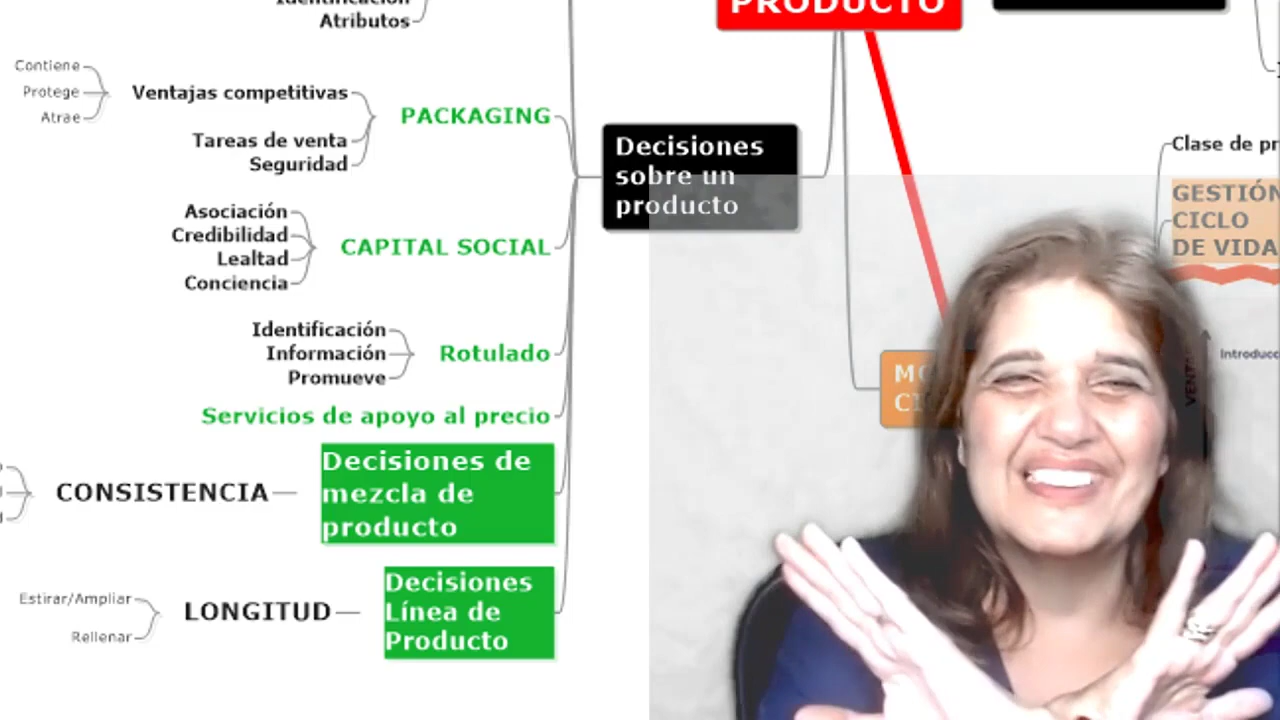 Atributos
PRODUCTO
Contiene
Protege
Atrae
Ventajas competitivas
Tareas de venta
Seguridad
PACKAGING
Asociación
Credibilidad
Lealtad
Conciencia
CAPITAL SOCIAL
Identificación
Información
Promueve
Rotulado
Servicios de apoyo al precio
CONSISTENCIA
Decisiones de
mezcla de
producto
Estirar/Ampliar
Rellenar
LONGITUD
Decisiones
Línea de
Producto
Decisiones
sobre un
producto
Clase de
GESTIÓN
CICLO
DE VIDA